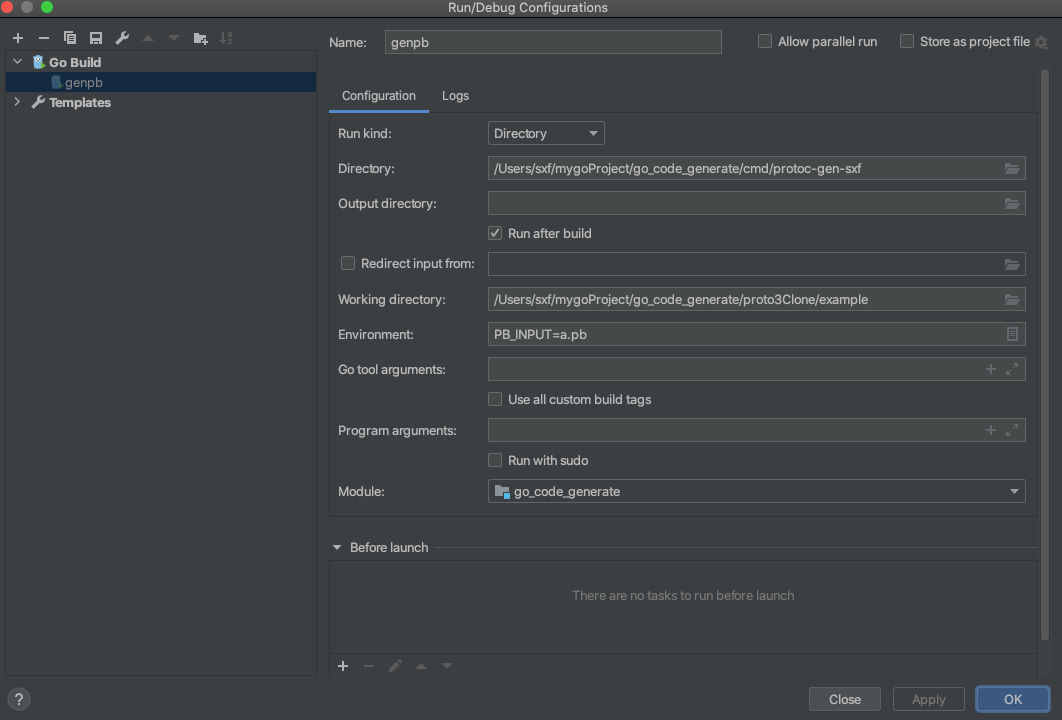 Run/Debug Configurations
Go Build
genpb
Templates
Name: genpb Allow parallel run Store as project file
Configuration Logs
Run kind: Directory
Directory: /Users/sxf/mygoProject/go_code_generate/cmd/protoc-gen-sxf
Output directory:
Run after build
Redirect input from:
Working directory: /Users/sxf/mygoProject/go_code_generate/proto3Clone/example
Environment: PB_INPUT=a.pb
Go tool arguments:
Use all custom build tags
Program arguments:
Run with sudo
Module: go_code_generate
Before launch
There are no tasks to run before launch
? Close Apply OK